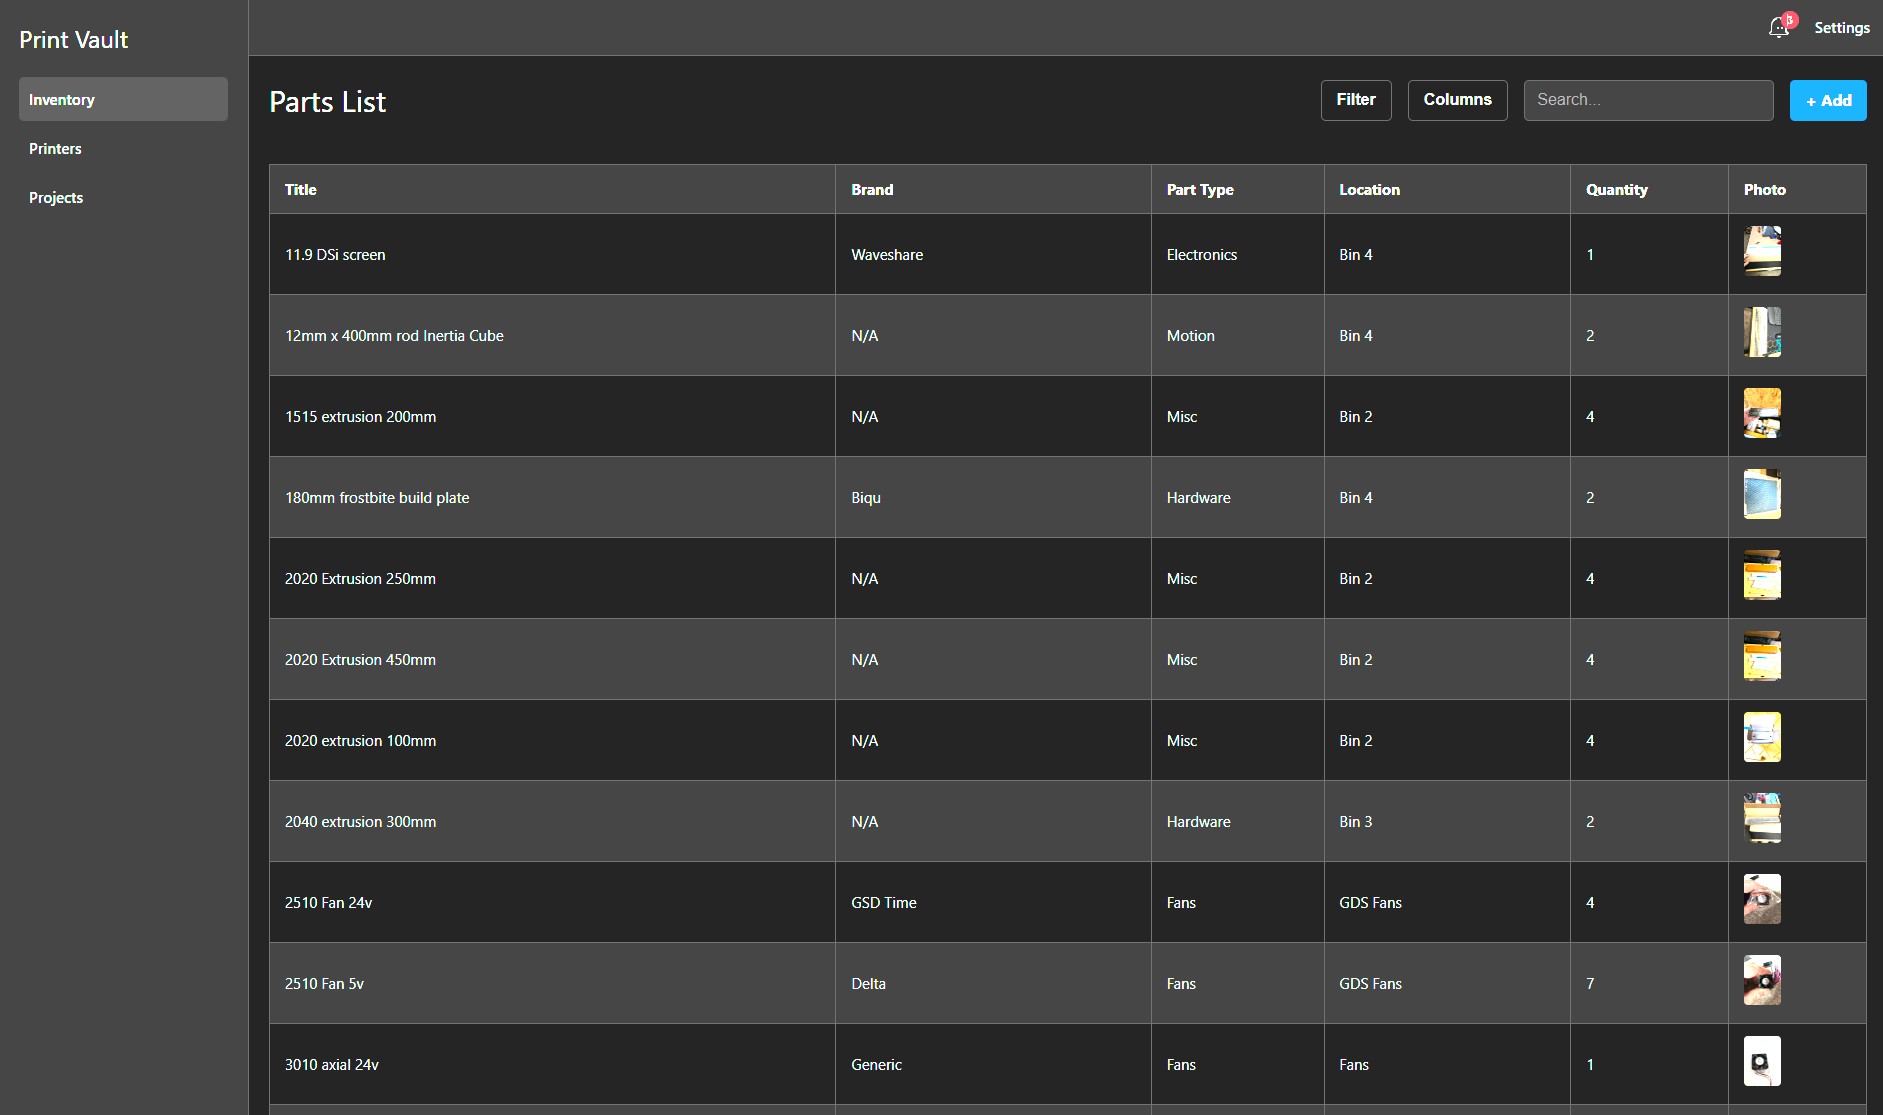 Print Vault
3
Settings
Inventory
Printers
Projects
Parts List
Filter
Columns
Search...
+ Add
Title Brand Part Type Location Quantity Photo
11.9 DSi screen Waveshare Electronics Bin 4 1
12mm x 400mm rod Inertia Cube N/A Motion Bin 4 2
1515 extrusion 200mm N/A Misc Bin 2 4
180mm frostbite build plate Biqu Hardware Bin 4 2
2020 Extrusion 250mm N/A Misc Bin 2 4
2020 Extrusion 450mm N/A Misc Bin 2 4
2020 extrusion 100mm N/A Misc Bin 2 4
2040 extrusion 300mm N/A Hardware Bin 3 2
2510 Fan 24v GSD Time Fans GDS Fans 4
2510 Fan 5v Delta Fans GDS Fans 7
3010 axial 24v Generic Fans Fans 1